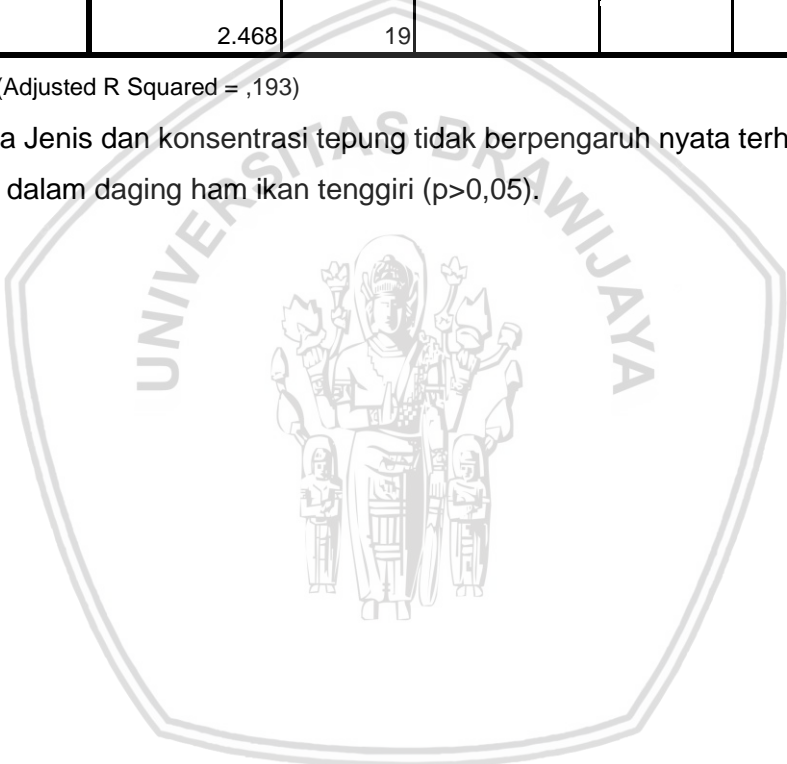 2.468 19
(Adjusted R Squared = ,193)
a Jenis dan konsentrasi tepung tidak berpengaruh nyata terh
dalam daging ham ikan tenggiri (p>0,05).
UNIVERSITAS BRAWIJAYA